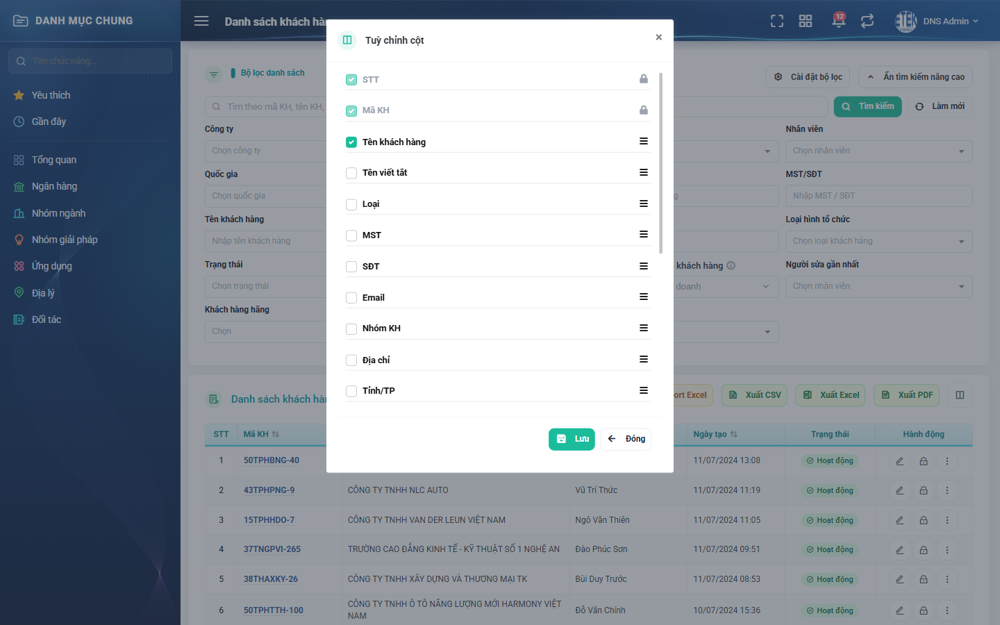 DANH MỤC CHUNG
Tìm chức năng...
Yêu thích
Gần đây
Tổng quan
Ngân hàng
Nhóm ngành
Nhóm giải pháp
Ứng dụng
Địa lý
Đối tác
Danh sách khách hàn
12
DNS Admin
Bộ lọc danh sách
Cài đặt bộ lọc
Ẩn tìm kiếm nâng cao
Tìm theo mã KH, tên KH,
Tìm kiếm
Làm mới
Công ty
Nhân viên
Chọn công ty
Chọn nhân viên
Quốc gia
MST/SĐT
Chọn quốc gia
g
Nhập MST / SĐT
Tên khách hàng
Loại hình tổ chức
Nhập tên khách hàng
Chọn loại khách hàng
Trạng thái
khách hàng
Người sửa gần nhất
Chọn trạng thái
doanh
Chọn nhân viên
Khách hàng hãng
Chọn
Tuỳ chỉnh cột
×
STT
Mã KH
Tên khách hàng
Tên viết tắt
Loại
MST
SĐT
Email
Nhóm KH
Địa chỉ
Tỉnh/TP
Lưu
Đóng
Danh sách khách hàn
ort Excel
Xuất CSV
Xuất Excel
Xuất PDF
STT Mã KH Ngày tạo Trạng thái Hành động
1 50TPHBNG-40 11/07/2024 13:08 Hoạt động
2 43TPHPNG-9 CÔNG TY TNHH NLC AUTO Vũ Trí Thức 11/07/2024 11:19 Hoạt động
3 15TPHHDO-7 CÔNG TY TNHH VAN DER LEUN VIỆT NAM Ngô Văn Thiên 11/07/2024 11:05 Hoạt động
4 37TNGPVI-265 TRƯỜNG CAO ĐẲNG KINH TẾ - KỸ THUẬT SỐ 1 NGHỆ AN Đào Phúc Sơn 11/07/2024 09:51 Hoạt động
5 38THAXKY-26 CÔNG TY TNHH XÂY DỰNG VÀ THƯƠNG MẠI TK Bùi Duy Trước 11/07/2024 08:53 Hoạt động
6 50TPHTTH-100 CÔNG TY TNHH Ô TÔ NĂNG LƯỢNG MỚI HARMONY VIỆT NAM Đỗ Văn Chính 10/07/2024 15:36 Hoạt động